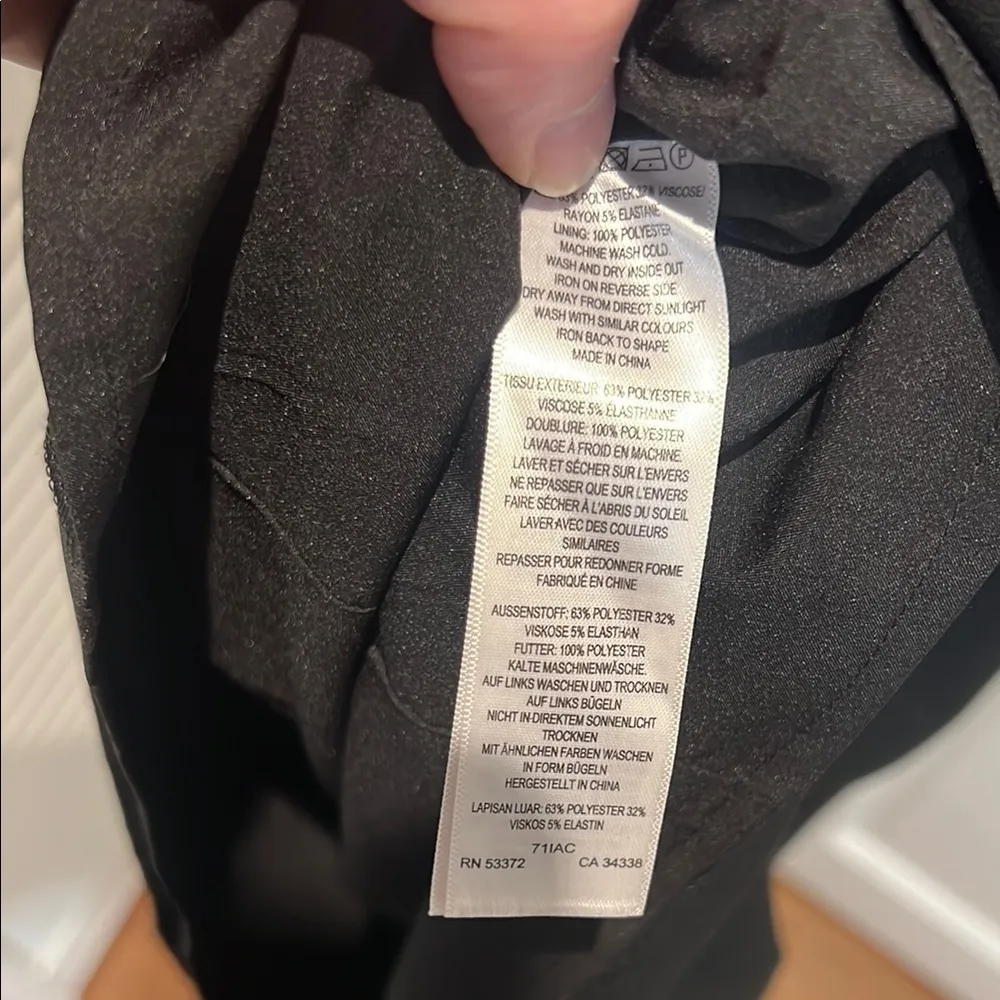 P
63% POLYESTER 32% VISCOSE/
RAYON 5% ELASTANE
LINING: 100% POLYESTER
MACHINE WASH COLD.
WASH AND DRY INSIDE OUT
IRON ON REVERSE SIDE
DRY AWAY FROM DIRECT SUNLIGHT
WASH WITH SIMILAR COLOURS
IRON BACK TO SHAPE
MADE IN CHINA
TISSU EXTERIEUR: 63% POLYESTER 32%
VISCOSE 5% ÉLASTHANNE
DOUBLURE: 100% POLYESTER
LAVAGE À FROID EN MACHINE.
LAVER ET SÉCHER SUR L'ENVERS
NE REPASSER QUE SUR L'ENVERS
FAIRE SÉCHER À L'ABRIS DU SOLEIL
LAVER AVEC DES COULEURS
SIMILAIRES
REPASSER POUR REDONNER FORME
FABRIQUÉ EN CHINE
AUSSENSTOFF: 63% POLYESTER 32%
VISKOSE 5% ELASTHAN
FUTTER: 100% POLYESTER
KALTE MASCHINENWÄSCHE.
AUF LINKS WASCHEN UND TROCKNEN
AUF LINKS BÜGELN
NICHT IN DIREKTEM SONNENLICHT
TROCKNEN
MIT ÄHNLICHEN FARBEN WASCHEN
IN FORM BÜGELN
HERGESTELLT IN CHINA
LAPISAN LUAR: 63% POLYESTER 32%
VISKOS 5% ELASTIN
71IAC
RN 53372 CA 34338